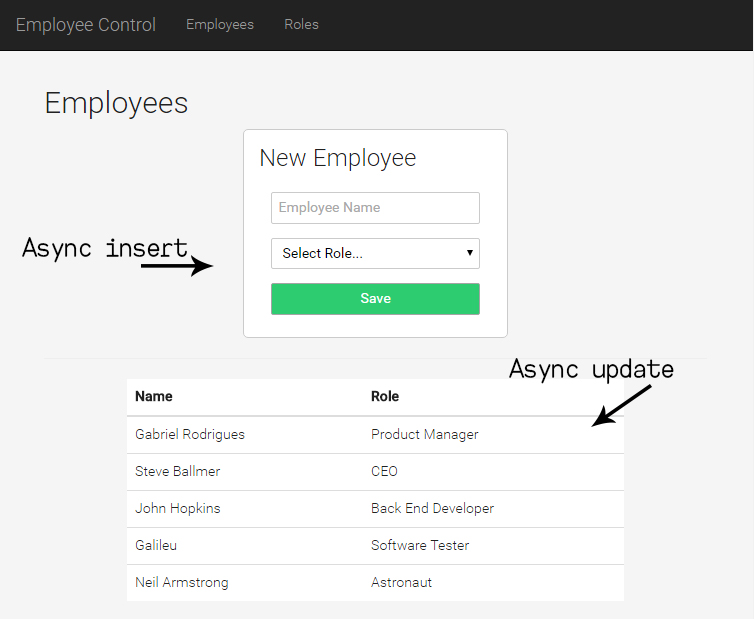 Employee Control Employees Roles
Employees
New Employee
Employee Name
Async insert
Select Role...
Save
Async update
Name Role
Gabriel Rodrigues Product Manager
Steve Ballmer CEO
John Hopkins Back End Developer
Galileu Software Tester
Neil Armstrong Astronaut